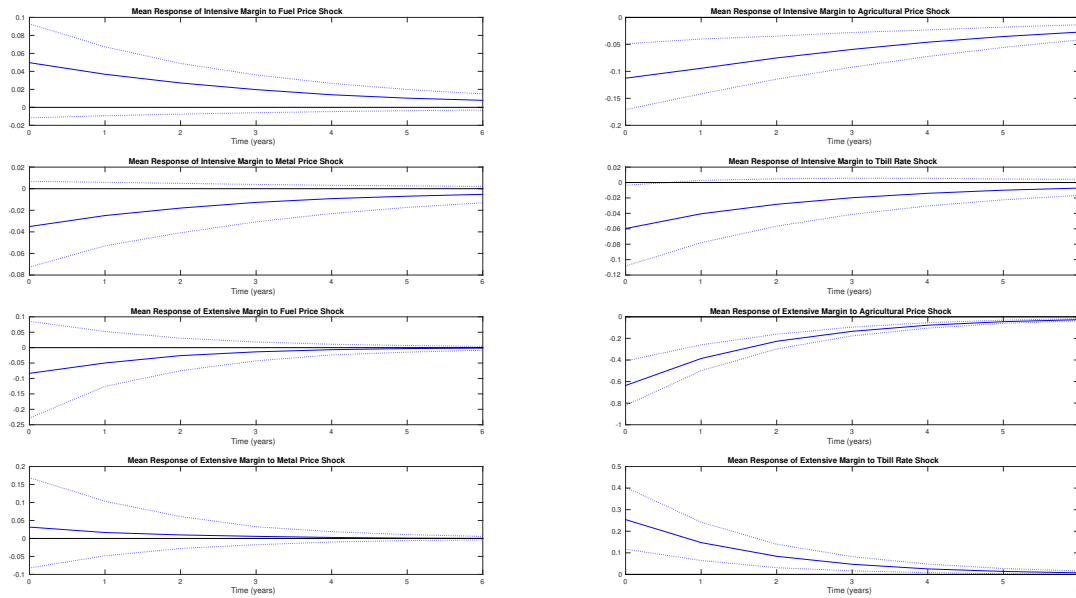 Mean Response of Intensive Margin to Fuel Price Shock
0.1
0.08
0.06
0.04
0.02
0
-0.02
0 1 2 3 4 5 6
Time (years)
Mean Response of Intensive Margin to Agricultural Price Shock
-0.05
-0.1
-0.15
-0.2
0 1 2 3 4 5
Time (years)
Mean Response of Intensive Margin to Metal Price Shock
0.02
0
-0.02
-0.04
-0.06
-0.08
0 1 2 3 4 5 6
Time (years)
Mean Response of Intensive Margin to Tbill Rate Shock
0.02
0
-0.02
-0.04
-0.06
-0.08
-0.1
-0.12
0 1 2 3 4 5
Time (years)
Mean Response of Extensive Margin to Fuel Price Shock
0.1
0.05
0
-0.05
-0.1
-0.15
-0.2
-0.25
0 1 2 3 4 5 6
Time (years)
Mean Response of Extensive Margin to Agricultural Price Shock
0
-0.2
-0.4
-0.6
-0.8
-1
0 1 2 3 4 5
Time (years)
Mean Response of Extensive Margin to Metal Price Shock
0.2
0.15
0.1
0.05
0
-0.05
-0.1
0 1 2 3 4 5 6
Time (years)
Mean Response of Extensive Margin to Tbill Rate Shock
0.5
0.4
0.3
0.2
0.1
0
0 1 2 3 4 5
Time (years)